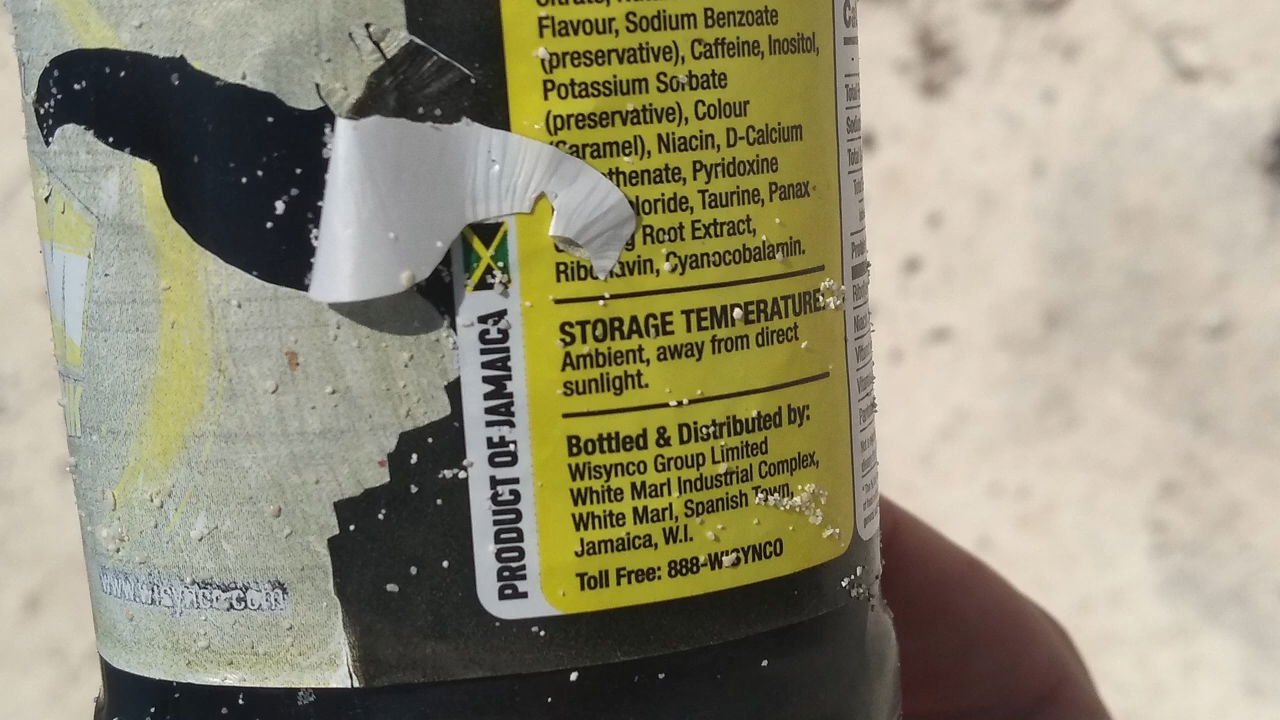 Flavour, Sodium Benzoate
(preservative), Caffeine, Inositol,
Potassium Sorbate
(preservative), Colour
(Caramel), Niacin, D-Calcium
thenate, Pyridoxine
loride, Taurine, Panax
g Root Extract,
Riboflavin, Cyanocobalamin.
STORAGE TEMPERATURE:
Ambient, away from direct
sunlight.
Bottled & Distributed by:
Wisynco Group Limited
White Marl Industrial Complex,
White Marl, Spanish Town,
Jamaica, W.I.
Toll Free: 888-WISYNCO
PRODUCT OF JAMAICA
www.wisynco.com